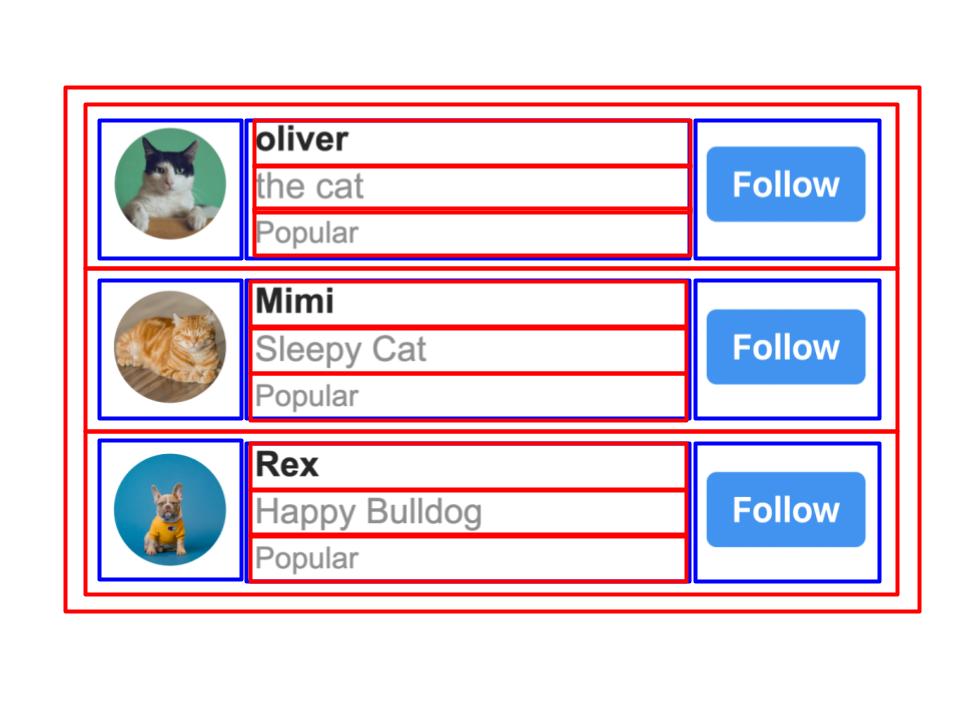 oliver
the cat
Popular
Follow
Mimi
Sleepy Cat
Popular
Follow
Rex
Happy Bulldog
Popular
Follow